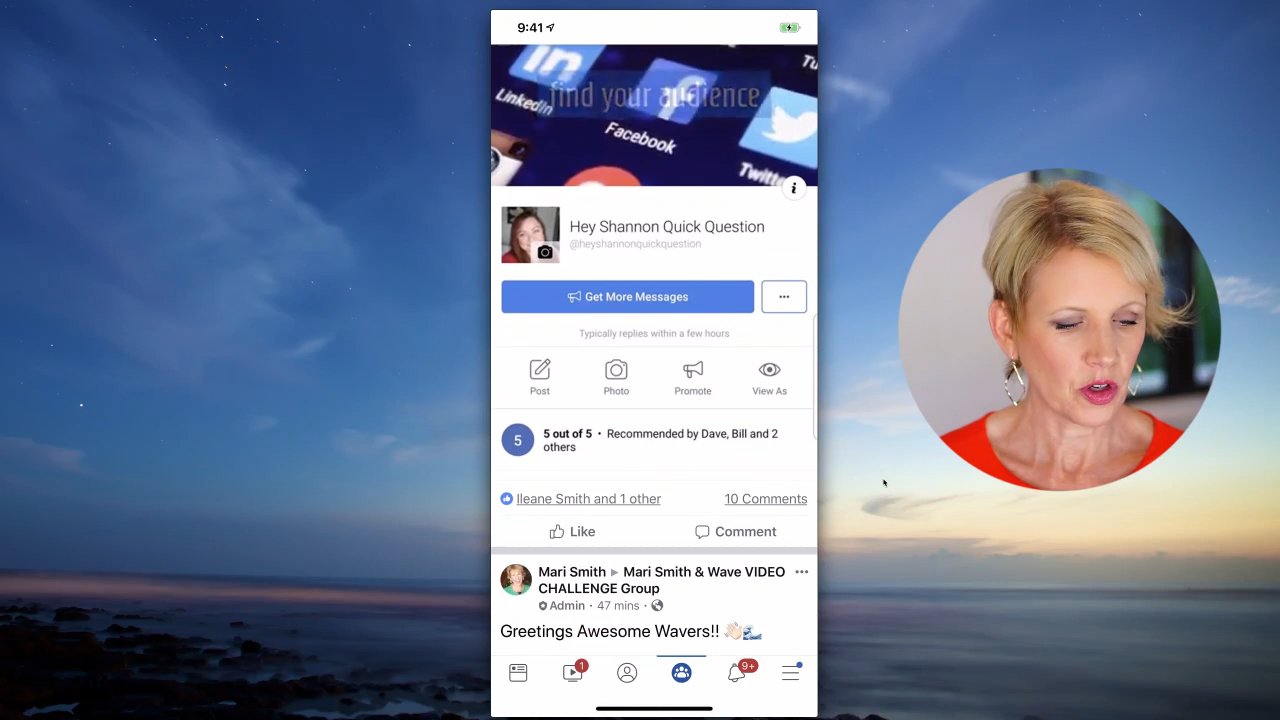 9:41
LinkedIn
Facebook
find your audience
Hey Shannon Quick Question
@heyshannonquickquestion
Get More Messages
Typically replies within a few hours
Post
Photo
Promote
View As
5
5 out of 5 • Recommended by Dave, Bill and 2
others
Ileane Smith and 1 other
10 Comments
Like
Comment
Mari Smith ▸ Mari Smith & Wave VIDEO
CHALLENGE Group
Admin · 47 mins ·
Greetings Awesome Wavers!! 👋🏻🌊
1
9+